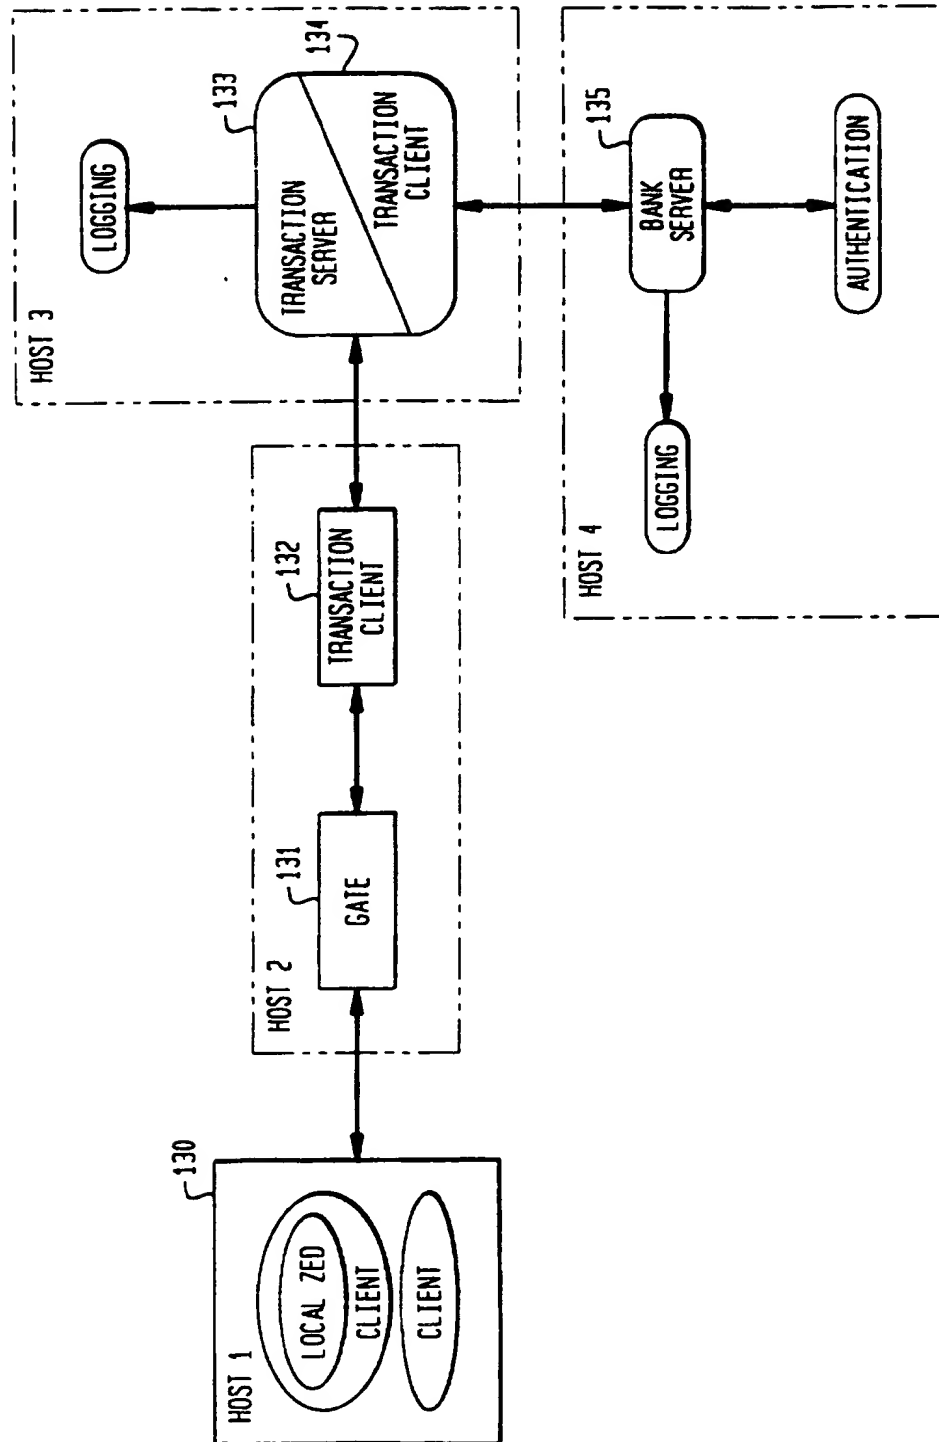 HOST 1
130
LOCAL ZED
CLIENT
CLIENT
HOST 2
131
GATE
132
TRANSACTION
CLIENT
HOST 3
LOGGING
133
TRANSACTION
SERVER
134
TRANSACTION
CLIENT
HOST 4
LOGGING
135
BANK
SERVER
AUTHENTICATION